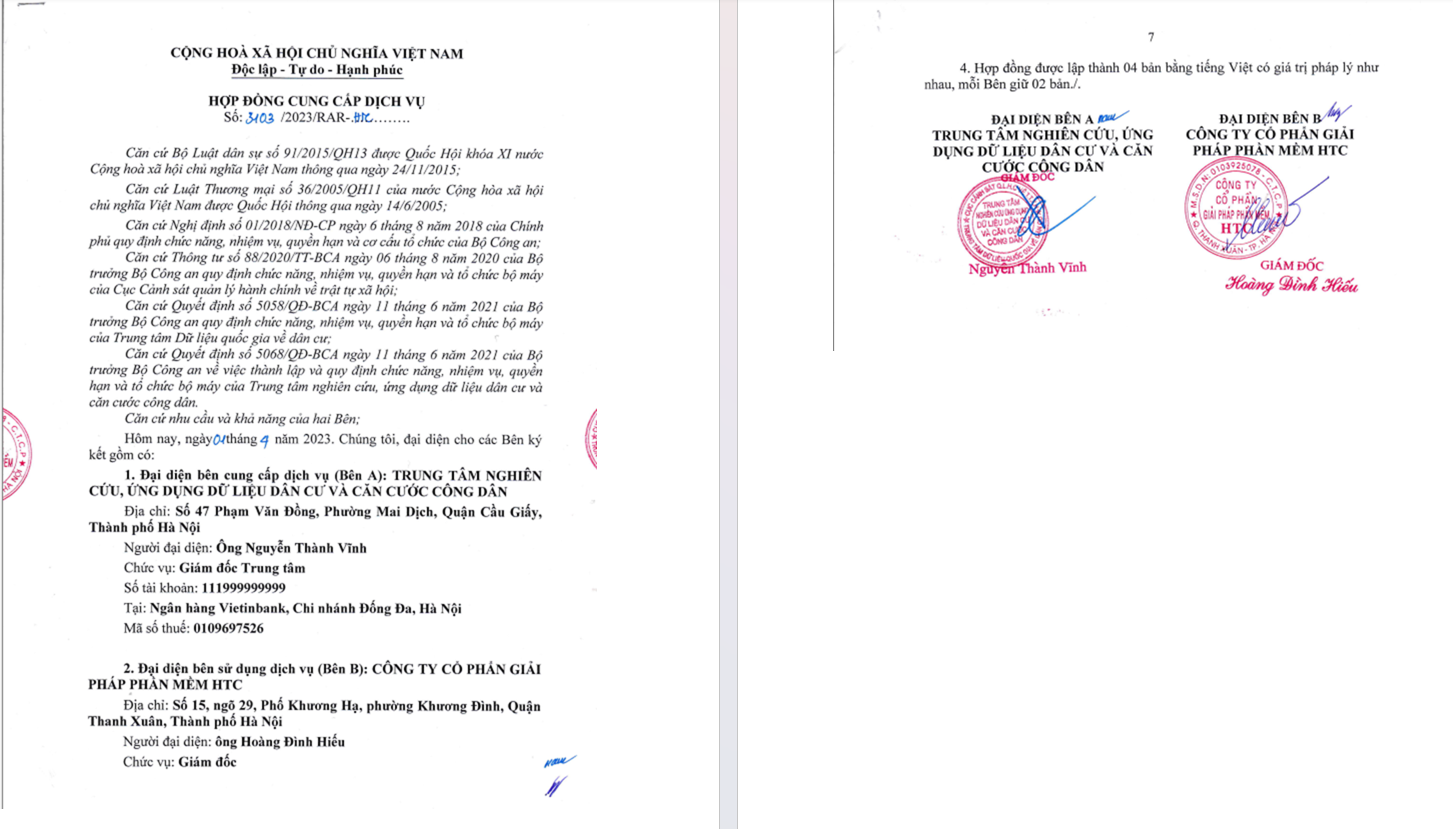 CỘNG HOÀ XÃ HỘI CHỦ NGHĨA VIỆT NAM
Độc lập - Tự do - Hạnh phúc
HỢP ĐỒNG CUNG CẤP DỊCH VỤ
Số: 3103 /2023/RAR-.HTC........
Căn cứ Bộ Luật dân sự số 91/2015/QH13 được Quốc Hội khóa XI nước
Cộng hoà xã hội chủ nghĩa Việt Nam thông qua ngày 24/11/2015;
Căn cứ Luật Thương mại số 36/2005/QH11 của nước Cộng hòa xã hội
chủ nghĩa Việt Nam được Quốc Hội thông qua ngày 14/6/2005;
Căn cứ Nghị định số 01/2018/NĐ-CP ngày 6 tháng 8 năm 2018 của Chính
phủ quy định chức năng, nhiệm vụ, quyền hạn và cơ cấu tổ chức của Bộ Công an;
Căn cứ Thông tư số 88/2020/TT-BCA ngày 06 tháng 8 năm 2020 của Bộ
trưởng Bộ Công an quy định chức năng, nhiệm vụ, quyền hạn và tổ chức bộ máy
của Cục Cảnh sát quản lý hành chính về trật tự xã hội;
Căn cứ Quyết định số 5058/QĐ-BCA ngày 11 tháng 6 năm 2021 của Bộ
trưởng Bộ Công an quy định chức năng, nhiệm vụ, quyền hạn và tổ chức bộ máy
của Trung tâm Dữ liệu quốc gia về dân cư;
Căn cứ Quyết định số 5068/QĐ-BCA ngày 11 tháng 6 năm 2021 của Bộ
trưởng Bộ Công an về việc thành lập và quy định chức năng, nhiệm vụ, quyền
hạn và tổ chức bộ máy của Trung tâm nghiên cứu, ứng dụng dữ liệu dân cư và
căn cước công dân.
Căn cứ nhu cầu và khả năng của hai Bên;
Hôm nay, ngày 01 tháng 4 năm 2023. Chúng tôi, đại diện cho các Bên ký
kết gồm có:
1. Đại diện bên cung cấp dịch vụ (Bên A): TRUNG TÂM NGHIÊN
CỨU, ỨNG DỤNG DỮ LIỆU DÂN CƯ VÀ CĂN CƯỚC CÔNG DÂN
Địa chỉ: Số 47 Phạm Văn Đồng, Phường Mai Dịch, Quận Cầu Giấy,
Thành phố Hà Nội
Người đại diện: Ông Nguyễn Thành Vĩnh
Chức vụ: Giám đốc Trung tâm
Số tài khoản: 111999999999
Tại: Ngân hàng Vietinbank, Chi nhánh Đống Đa, Hà Nội
Mã số thuế: 0109697526
2. Đại diện bên sử dụng dịch vụ (Bên B): CÔNG TY CỔ PHẦN GIẢI
PHÁP PHẦN MỀM HTC
Địa chỉ: Số 15, ngõ 29, Phố Khương Hạ, phường Khương Đình, Quận
Thanh Xuân, Thành phố Hà Nội
Người đại diện: ông Hoàng Đình Hiếu
Chức vụ: Giám đốc
7
4. Hợp đồng được lập thành 04 bản bằng tiếng Việt có giá trị pháp lý như
nhau, mỗi Bên giữ 02 bản./.
ĐẠI DIỆN BÊN A
TRUNG TÂM NGHIÊN CỨU, ỨNG
DỤNG DỮ LIỆU DÂN CƯ VÀ CĂN
CƯỚC CÔNG DÂN
GIÁM ĐỐC
TRUNG TÂM
NGHIÊN CỨU ỨNG DỤNG
DỮ LIỆU DÂN CƯ
VÀ CĂN CƯỚC
CÔNG DÂN
Nguyễn Thành Vĩnh
ĐẠI DIỆN BÊN B
CÔNG TY CỔ PHẦN GIẢI
PHÁP PHẦN MỀM HTC
M.S.D.N: 0103925078 - C.T.C.P
CÔNG TY
CỔ PHẦN
GIẢI PHÁP PHẦN MỀM
HTC
Q. THANH XUÂN - TP. HÀ NỘI
GIÁM ĐỐC
Hoàng Đình Hiếu